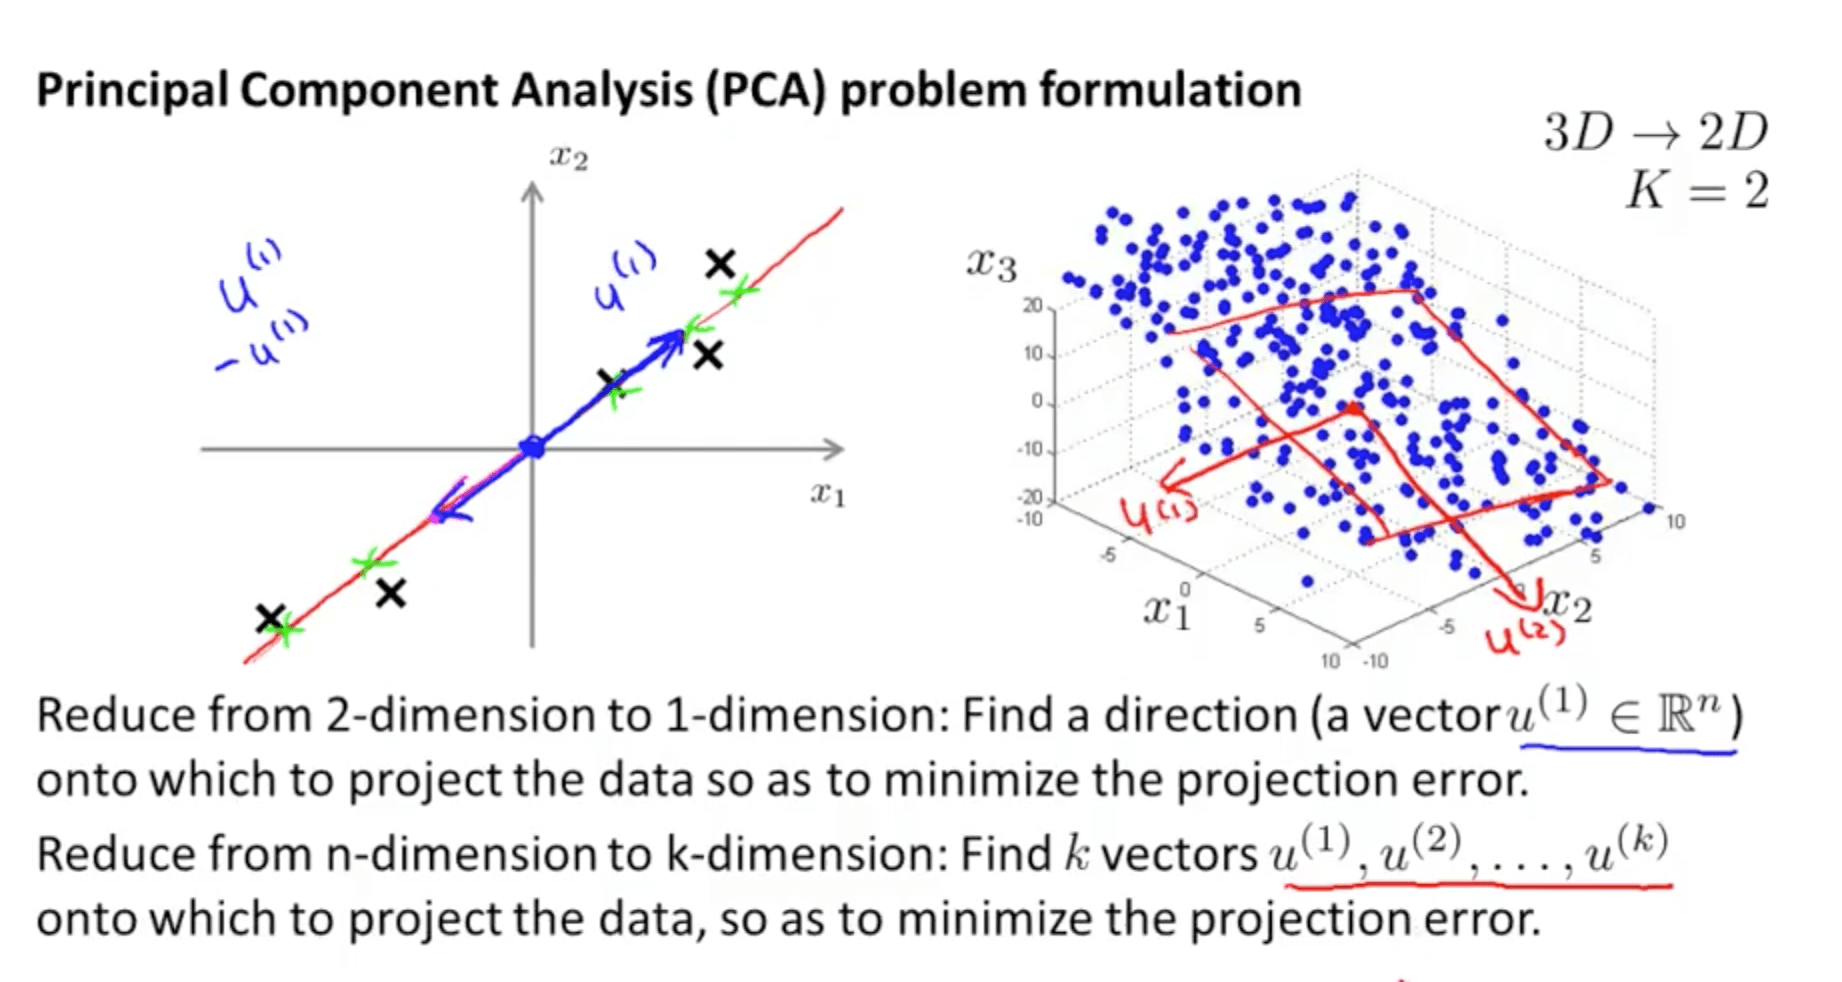 Principal Component Analysis (PCA) problem formulation
3D → 2D
K = 2
x₂
u⁽¹⁾
-u⁽¹⁾
u⁽¹⁾
x₁
x₃
20
10
0
-10
-20
-10
-5
0
5
10
-10
-5
0
5
10
x₁
x₂
u⁽¹⁾
u⁽²⁾
Reduce from 2-dimension to 1-dimension: Find a direction (a vector u⁽¹⁾ ∈ ℝⁿ)
onto which to project the data so as to minimize the projection error.
Reduce from n-dimension to k-dimension: Find k vectors u⁽¹⁾, u⁽²⁾, . . . , u⁽ᵏ⁾
onto which to project the data, so as to minimize the projection error.